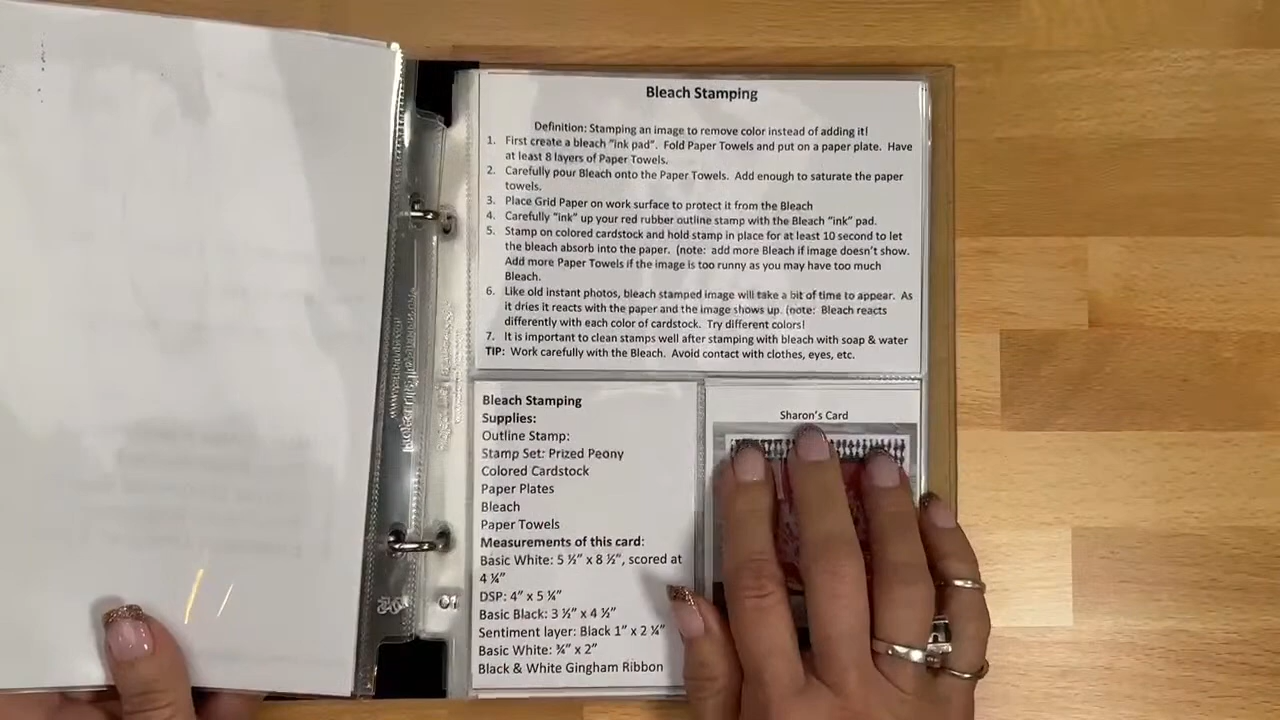 Bleach Stamping
Definition: Stamping an image to remove color instead of adding it!
1. First create a bleach "ink pad". Fold Paper Towels and put on a paper plate. Have
at least 8 layers of Paper Towels.
2. Carefully pour Bleach onto the Paper Towels. Add enough to saturate the paper
towels.
3. Place Grid Paper on work surface to protect it from the Bleach
4. Carefully "ink" up your red rubber outline stamp with the Bleach "ink" pad.
5. Stamp on colored cardstock and hold stamp in place for at least 10 second to let
the bleach absorb into the paper. (note: add more Bleach if image doesn't show.
Add more Paper Towels if the image is too runny as you may have too much
Bleach.
6. Like old instant photos, bleach stamped image will take a bit of time to appear. As
it dries it reacts with the paper and the image shows up. (note: Bleach reacts
differently with each color of cardstock. Try different colors!
7. It is important to clean stamps well after stamping with bleach with soap & water
TIP: Work carefully with the Bleach. Avoid contact with clothes, eyes, etc.
Bleach Stamping
Supplies:
Outline Stamp:
Stamp Set: Prized Peony
Colored Cardstock
Paper Plates
Bleach
Paper Towels
Measurements of this card:
Basic White: 5 ½" x 8 ½", scored at
4 ¼"
DSP: 4" x 5 ¼"
Basic Black: 3 ½" x 4 ½"
Sentiment layer: Black 1" x 2 ¼"
Basic White: ¾" x 2"
Black & White Gingham Ribbon
Sharon's Card